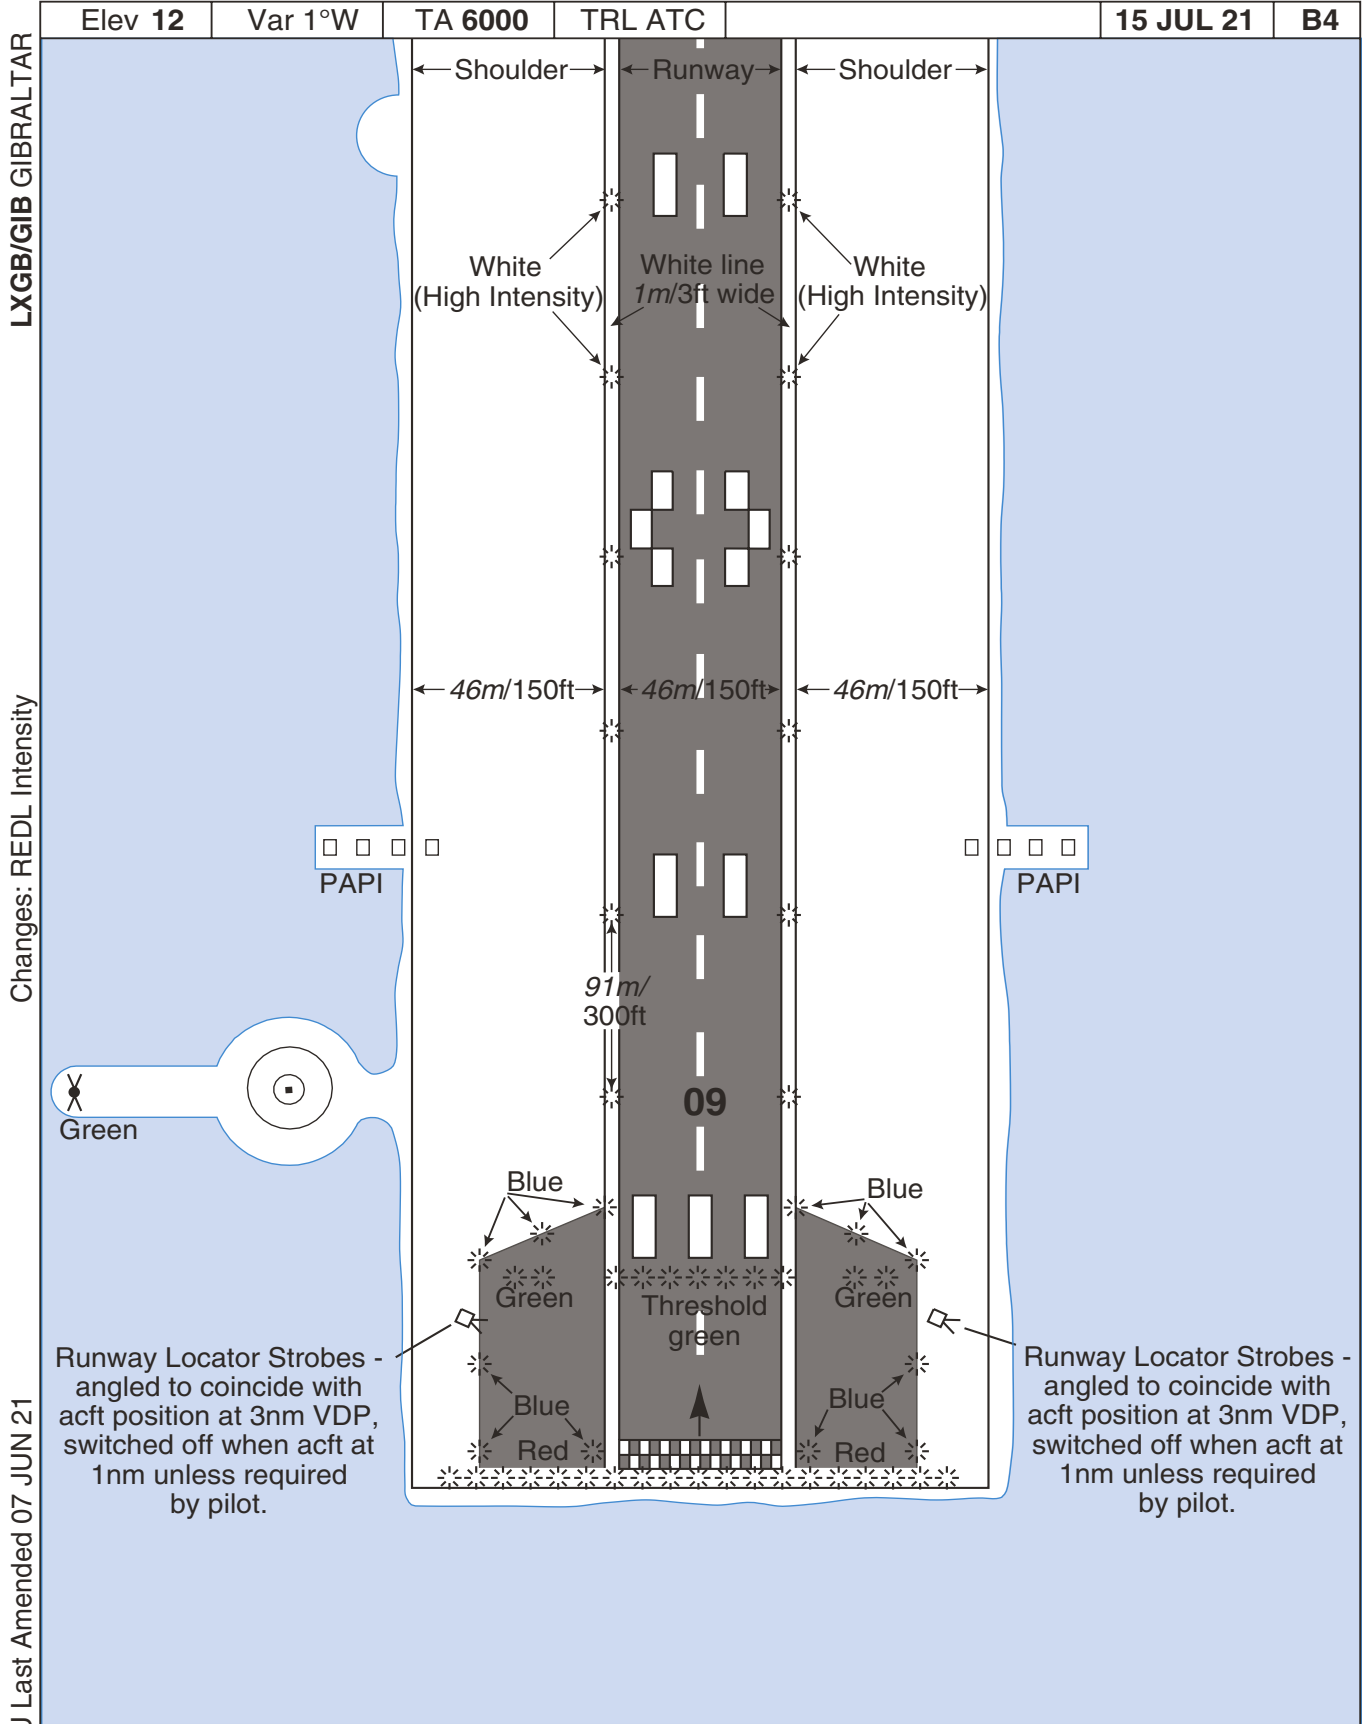 Elev 12 Var 1°W TA 6000 TRL ATC 15 JUL 21 B4
LXGB/GIB GIBRALTAR
Changes: REDL Intensity
Last Amended 07 JUN 21
Shoulder Runway Shoulder
White
(High Intensity)
White line
1m/3ft wide
White
(High Intensity)
46m/150ft 46m/150ft 46m/150ft
PAPI PAPI
91m/
300ft
09
Green
Blue Blue
Green
Threshold
green
Green
Runway Locator Strobes -
angled to coincide with
acft position at 3nm VDP,
switched off when acft at
1nm unless required
by pilot.
Blue
Red
Blue
Red
Runway Locator Strobes -
angled to coincide with
acft position at 3nm VDP,
switched off when acft at
1nm unless required
by pilot.